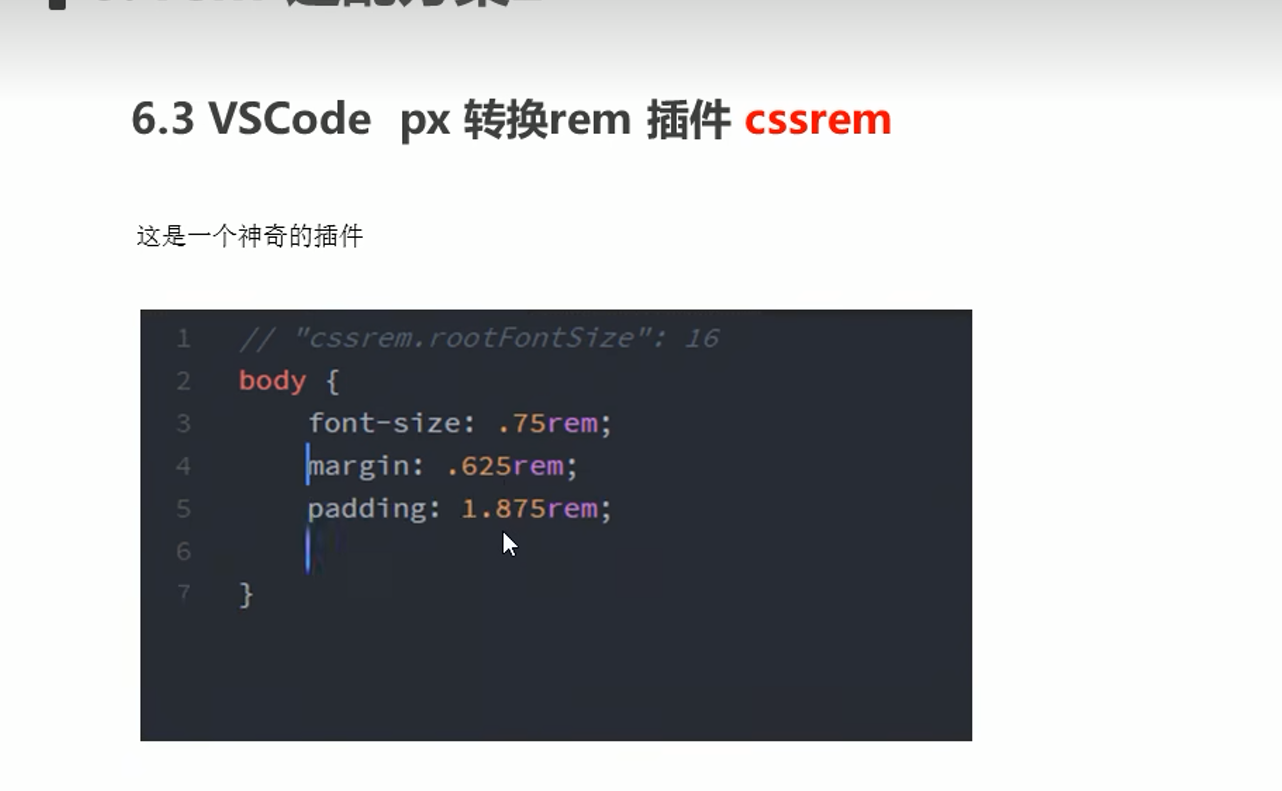 6.3 VSCode px 转换rem 插件 cssrem
这是一个神奇的插件
1 // "cssrem.rootFontSize": 16
2 body {
3 font-size: .75rem;
4 margin: .625rem;
5 padding: 1.875rem;
6
7 }